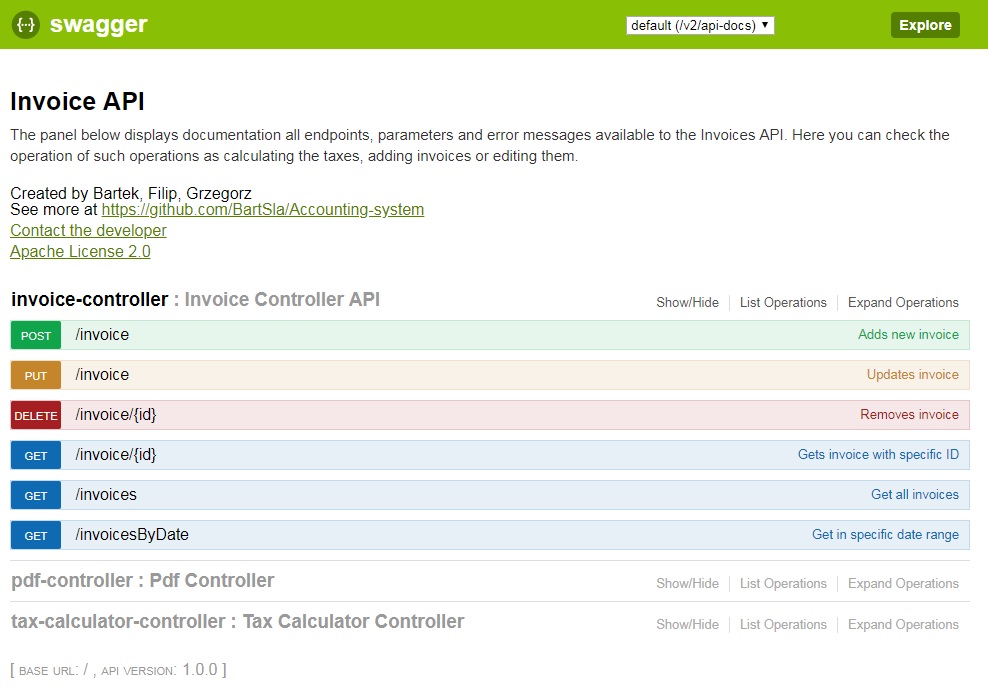 {···} swagger default (/v2/api-docs) Explore
Invoice API
The panel below displays documentation all endpoints, parameters and error messages available to the Invoices API. Here you can check the
operation of such operations as calculating the taxes, adding invoices or editing them.
Created by Bartek, Filip, Grzegorz
See more at https://github.com/BartSla/Accounting-system
Contact the developer
Apache License 2.0
invoice-controller : Invoice Controller API Show/Hide List Operations Expand Operations
POST /invoice Adds new invoice
PUT /invoice Updates invoice
DELETE /invoice/{id} Removes invoice
GET /invoice/{id} Gets invoice with specific ID
GET /invoices Get all invoices
GET /invoicesByDate Get in specific date range
pdf-controller : Pdf Controller Show/Hide List Operations Expand Operations
tax-calculator-controller : Tax Calculator Controller Show/Hide List Operations Expand Operations
[ BASE URL: / , API VERSION: 1.0.0 ]